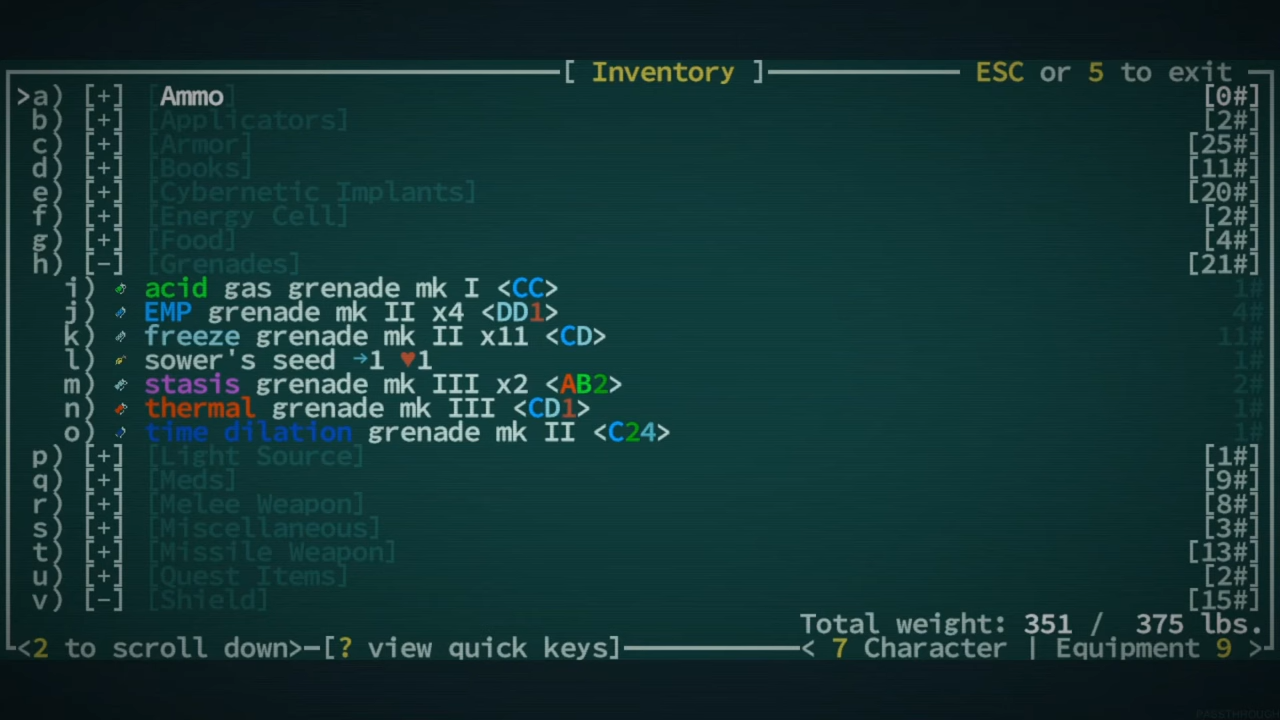 [ Inventory ] ESC or 5 to exit
>a) [+] [Ammo] [0#]
b) [+] [Applicators] [2#]
c) [+] [Armor] [25#]
d) [+] [Books] [11#]
e) [+] [Cybernetic Implants] [20#]
f) [+] [Energy Cell] [2#]
g) [+] [Food] [4#]
h) [-] [Grenades] [21#]
i) acid gas grenade mk I <CC> 1#
j) EMP grenade mk II x4 <DD1> 4#
k) freeze grenade mk II x11 <CD> 11#
l) sower's seed →1 ♥1 1#
m) stasis grenade mk III x2 <AB2> 2#
n) thermal grenade mk III <CD1> 1#
o) time dilation grenade mk II <C24> 1#
p) [+] [Light Source] [1#]
q) [+] [Meds] [9#]
r) [+] [Melee Weapon] [8#]
s) [+] [Miscellaneous] [3#]
t) [+] [Missile Weapon] [13#]
u) [+] [Quest Items] [2#]
v) [-] [Shield] [15#]
Total weight: 351 / 375 lbs.
<2 to scroll down> [? view quick keys] < 7 Character | Equipment 9 >